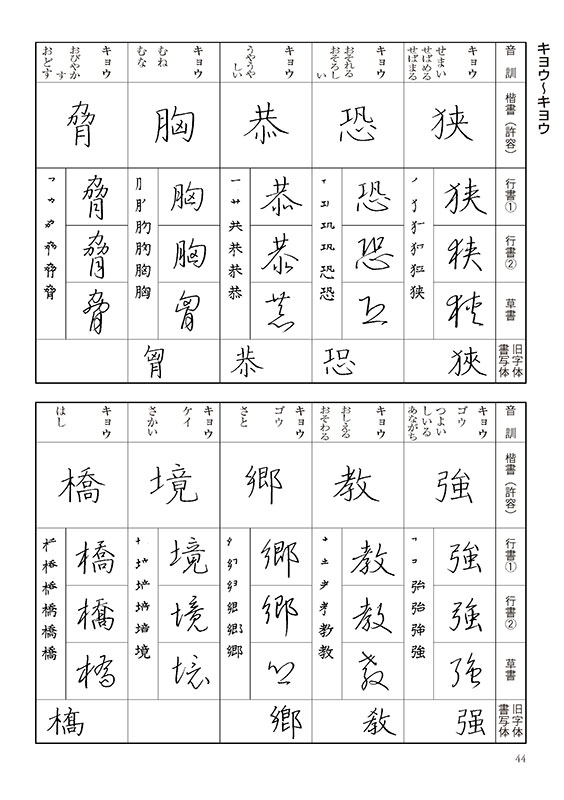 キヨウ〜キヨウ
音 訓
楷書(許容)
行書①
行書②
草書
旧字体
書写体
キョウ
せまい
せばめる
せばまる
狭
狭
狭
狭
狹
キョウ
おそれる
おそろしい
恐
恐
恐
恐
恐
キョウ
うやうやしい
恭
恭
恭
恭
恭
キョウ
むね
むな
胸
胸
胸
胸
胷
キョウ
おびやかす
おどす
脅
脅
脅
脅
音 訓
楷書(許容)
行書①
行書②
草書
旧字体
書写体
キョウ
ゴウ
つよい
しいる
あながち
強
強
強
強
强
キョウ
おしえる
おそわる
教
教
教
教
敎
キョウ
ゴウ
さと
郷
郷
郷
郷
鄕
キョウ
ケイ
さかい
境
境
境
境
キョウ
はし
橋
橋
橋
橋
槗
44